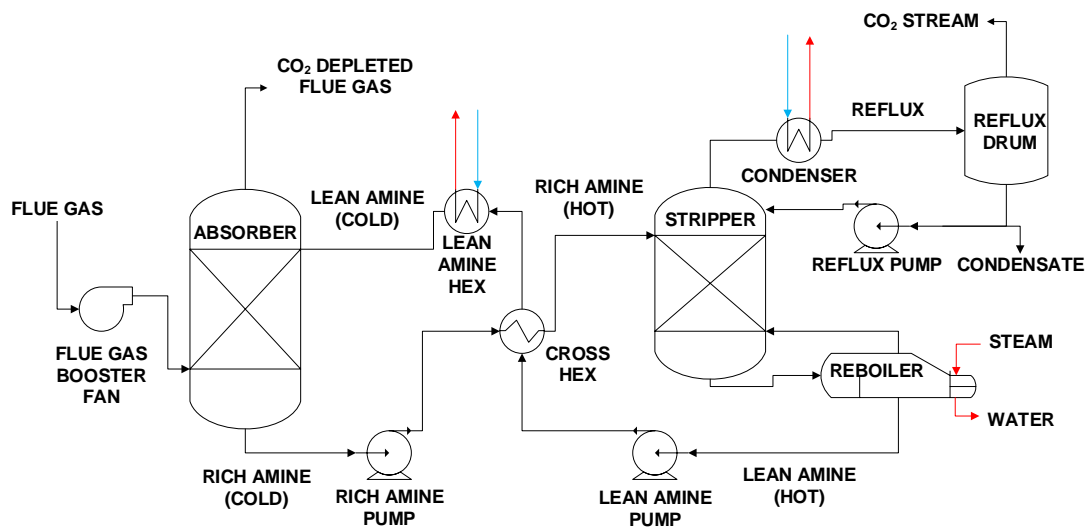 CO₂ STREAM
CO₂ DEPLETED
FLUE GAS
REFLUX
REFLUX
DRUM
CONDENSER
FLUE GAS
LEAN AMINE
(COLD)
RICH AMINE
(HOT)
ABSORBER
STRIPPER
LEAN
AMINE
HEX
REFLUX PUMP
CONDENSATE
FLUE GAS
BOOSTER
FAN
CROSS
HEX
STEAM
REBOILER
WATER
RICH AMINE
(COLD)
RICH AMINE
PUMP
LEAN AMINE
PUMP
LEAN AMINE
(HOT)